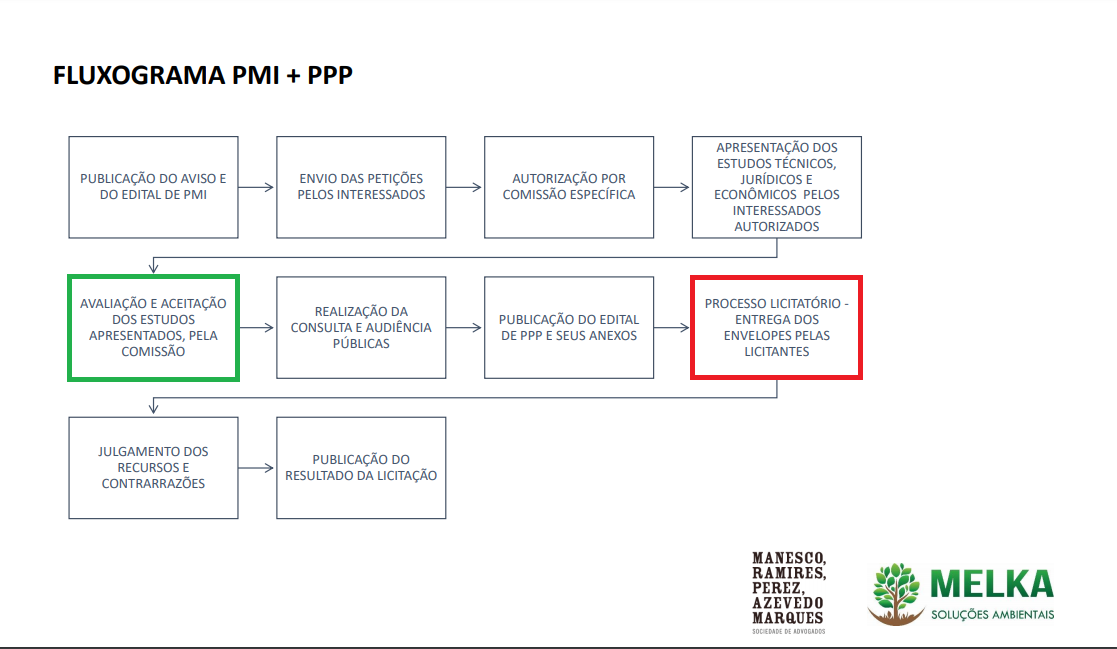 FLUXOGRAMA PMI + PPP
PUBLICAÇÃO DO AVISO E
DO EDITAL DE PMI
ENVIO DAS PETIÇÕES
PELOS INTERESSADOS
AUTORIZAÇÃO POR
COMISSÃO ESPECÍFICA
APRESENTAÇÃO DOS
ESTUDOS TÉCNICOS,
JURÍDICOS E
ECONÔMICOS PELOS
INTERESSADOS
AUTORIZADOS
AVALIAÇÃO E ACEITAÇÃO
DOS ESTUDOS
APRESENTADOS, PELA
COMISSÃO
REALIZAÇÃO DA
CONSULTA E AUDIÊNCIA
PÚBLICAS
PUBLICAÇÃO DO EDITAL
DE PPP E SEUS ANEXOS
PROCESSO LICITATÓRIO -
ENTREGA DOS
ENVELOPES PELAS
LICITANTES
JULGAMENTO DOS
RECURSOS E
CONTRARRAZÕES
PUBLICAÇÃO DO
RESULTADO DA LICITAÇÃO
MANESCO,
RAMIRES,
PEREZ,
AZEVEDO
MARQUES
SOCIEDADE DE ADVOGADOS
MELKA
SOLUÇÕES AMBIENTAIS